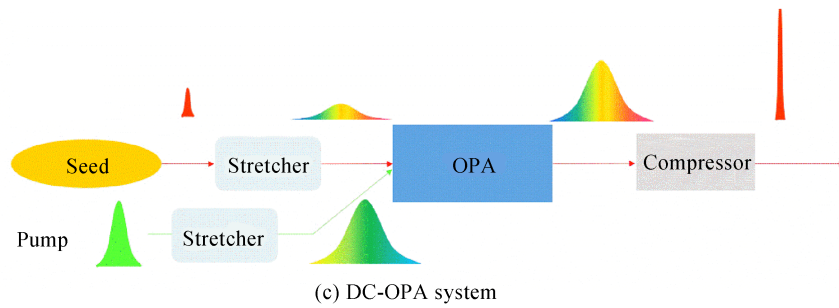 Seed
Stretcher
OPA
Compressor
Pump
Stretcher
(c) DC-OPA system